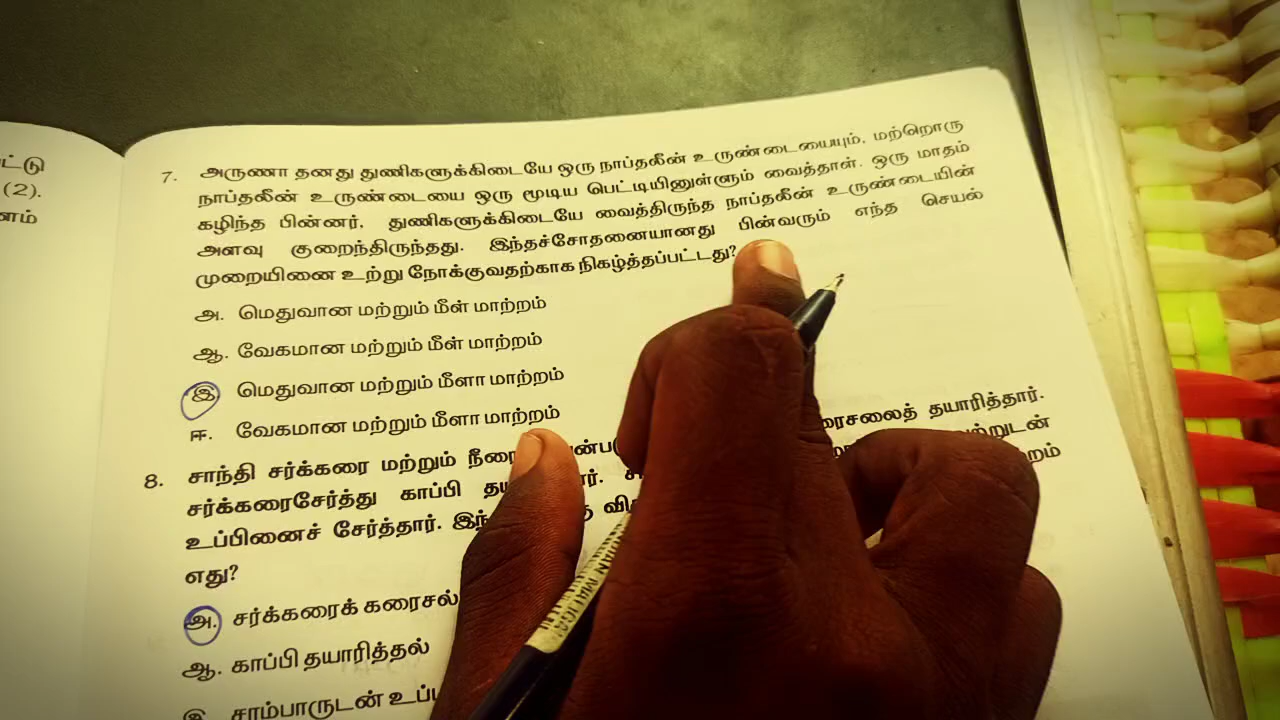 ட்டு
(2).
ளம்
7. அருணா தனது துணிகளுக்கிடையே ஒரு நாப்தலீன் உருண்டையையும், மற்றொரு
நாப்தலீன் உருண்டையை ஒரு மூடிய பெட்டியினுள்ளும் வைத்தாள். ஒரு மாதம்
கழிந்த பின்னர், துணிகளுக்கிடையே வைத்திருந்த நாப்தலீன் உருண்டையின்
அளவு குறைந்திருந்தது. இந்தச்சோதனையானது பின்வரும் எந்த செயல்
முறையினை உற்று நோக்குவதற்காக நிகழ்த்தப்பட்டது?
அ. மெதுவான மற்றும் மீள் மாற்றம்
ஆ. வேகமான மற்றும் மீள் மாற்றம்
இ மெதுவான மற்றும் மீளா மாற்றம்
ஈ. வேகமான மற்றும் மீளா மாற்றம்
8. சாந்தி சர்க்கரை மற்றும் நீரை தயாரித்தார்.
சர்க்கரைசேர்த்து காப்பி
உப்பினைச் சேர்த்தார்.
எது?
அ. சர்க்கரைக் கரைசல்
ஆ. காப்பி தயாரித்தல்
இ. சாம்பாருடன்